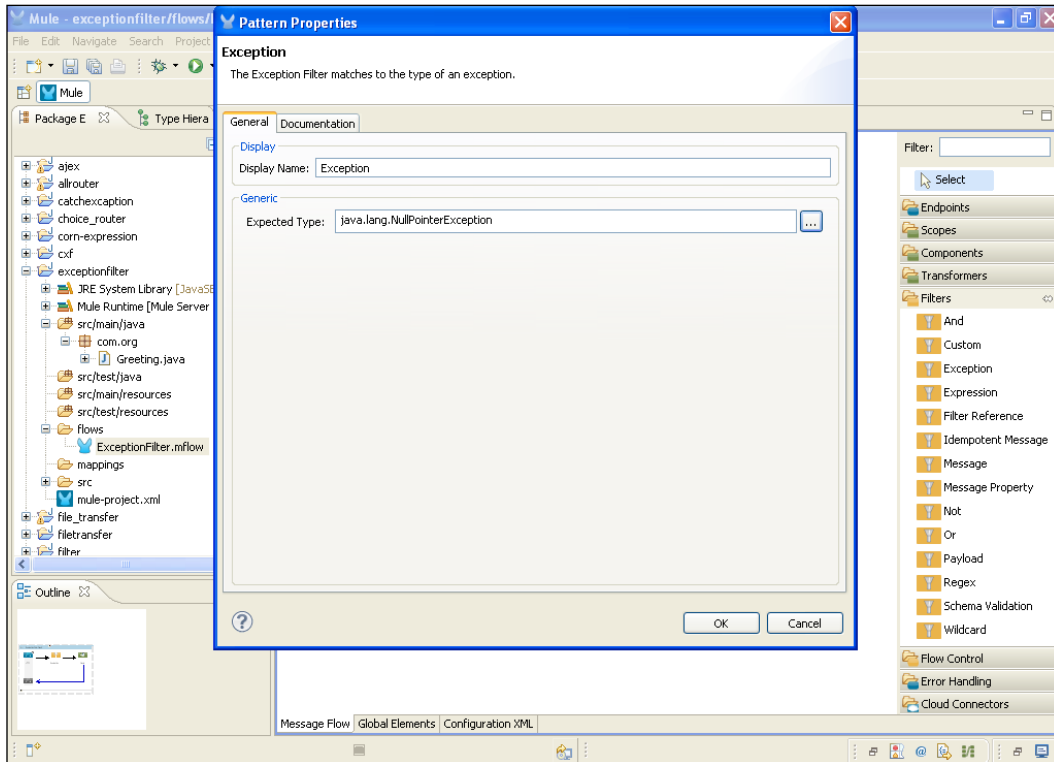 Mule - exceptionfilter/flows/
File Edit Navigate Search Project
Mule
Package E
Type Hiera
ajex
allrouter
catchexcaption
choice_router
corn-expression
cxf
exceptionfilter
JRE System Library [JavaSE
Mule Runtime [Mule Server
src/main/java
com.org
Greeting.java
src/test/java
src/main/resources
src/test/resources
flows
ExceptionFilter.mflow
mappings
src
mule-project.xml
file_transfer
filetransfer
filter
Outline
Pattern Properties
Exception
The Exception Filter matches to the type of an exception.
General Documentation
Display
Display Name: Exception
Generic
Expected Type: java.lang.NullPointerException ...
?
OK Cancel
Message Flow Global Elements Configuration XML
Filter:
Select
Endpoints
Scopes
Components
Transformers
Filters
And
Custom
Exception
Expression
Filter Reference
Idempotent Message
Message
Message Property
Not
Or
Payload
Regex
Schema Validation
Wildcard
Flow Control
Error Handling
Cloud Connectors
@